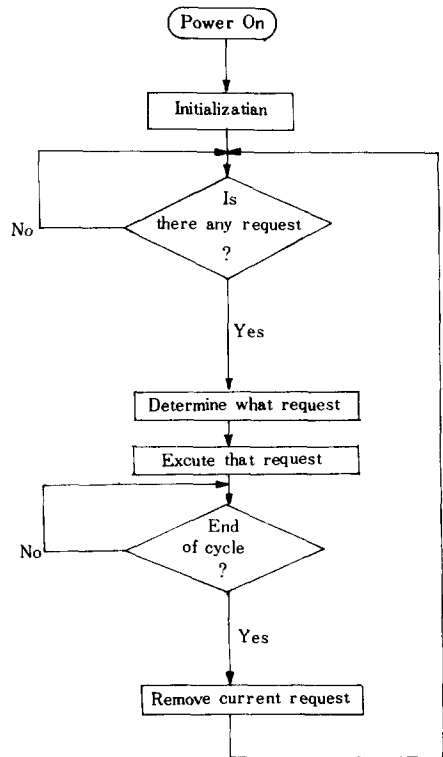 Power On
Initializatian
Is
there any request
?
No
Yes
Determine what request
Excute that request
End
of cycle
?
No
Yes
Remove current request